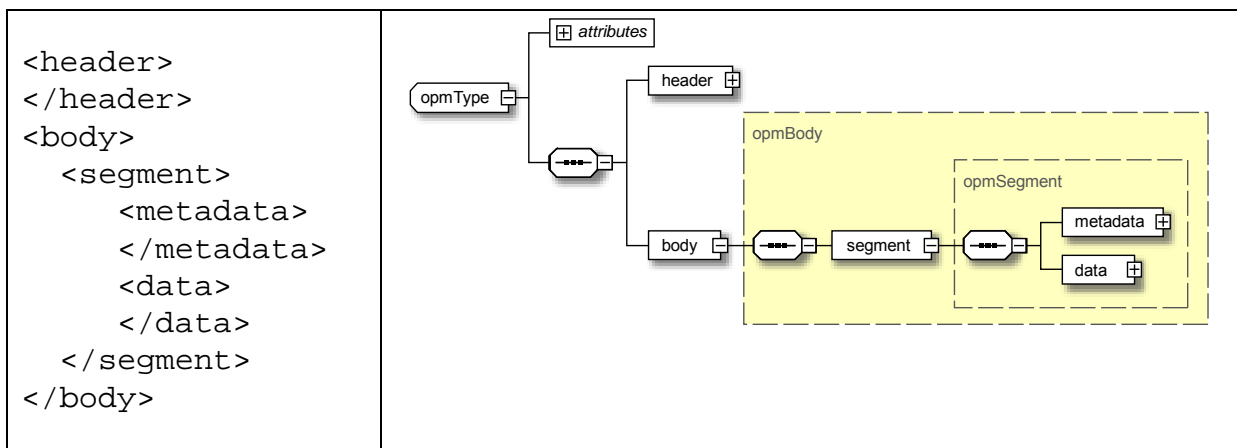 <header>
</header>
<body>
<segment>
<metadata>
</metadata>
<data>
</data>
</segment>
</body>
attributes
opmType
header
opmBody
opmSegment
metadata
body
segment
data